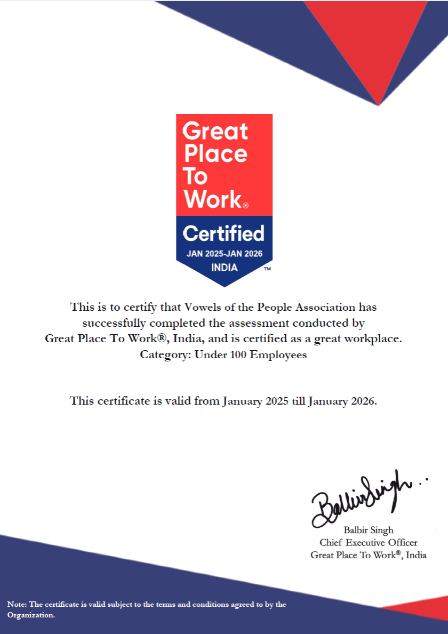 Great
Place
To
Work®
Certified
JAN 2025-JAN 2026
INDIA ™
This is to certify that Vowels of the People Association has
successfully completed the assessment conducted by
Great Place To Work®, India, and is certified as a great workplace.
Category: Under 100 Employees
This certificate is valid from January 2025 till January 2026.
BalbirSingh
Balbir Singh
Chief Executive Officer
Great Place To Work®, India
Note: The certificate is valid subject to the terms and conditions agreed to by the
Organization.